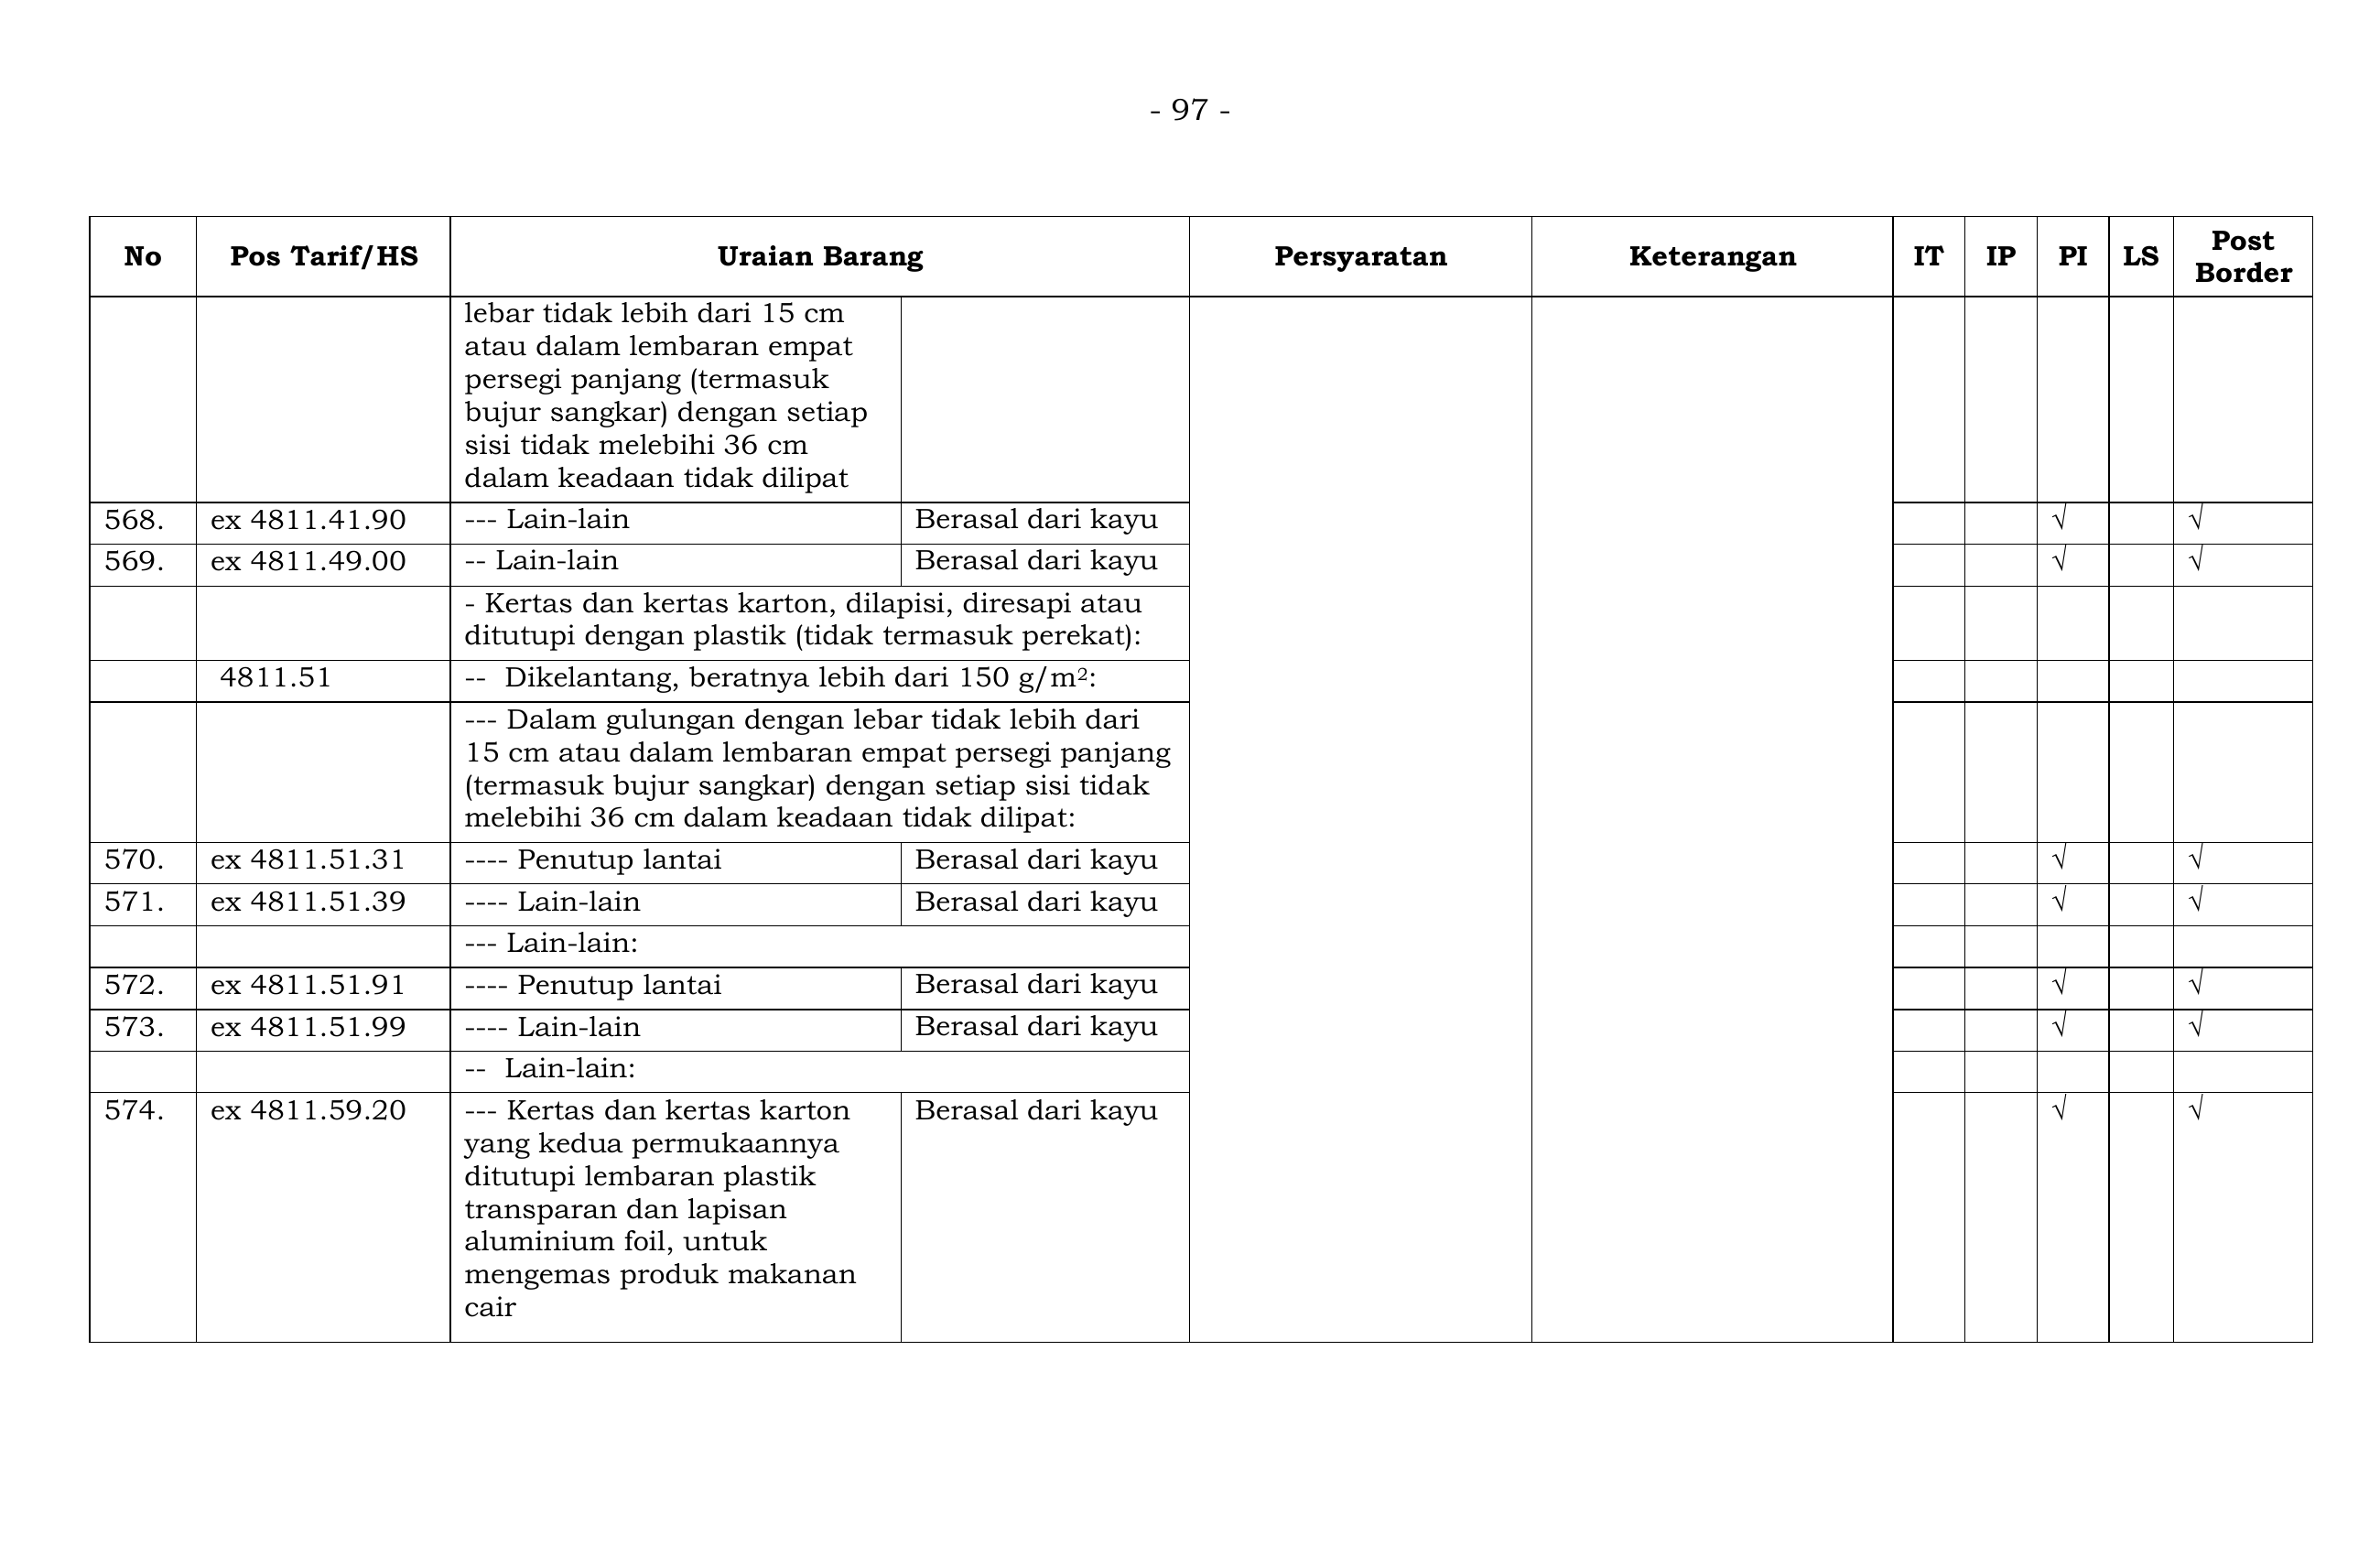 - 97 -
No Pos Tarif/HS Uraian Barang Persyaratan Keterangan IT IP PI LS Post Border
lebar tidak lebih dari 15 cm
atau dalam lembaran empat
persegi panjang (termasuk
bujur sangkar) dengan setiap
sisi tidak melebihi 36 cm
dalam keadaan tidak dilipat
568. ex 4811.41.90 --- Lain-lain Berasal dari kayu √ √
569. ex 4811.49.00 -- Lain-lain Berasal dari kayu √ √
- Kertas dan kertas karton, dilapisi, diresapi atau
ditutupi dengan plastik (tidak termasuk perekat):
4811.51 -- Dikelantang, beratnya lebih dari 150 g/m²:
--- Dalam gulungan dengan lebar tidak lebih dari
15 cm atau dalam lembaran empat persegi panjang
(termasuk bujur sangkar) dengan setiap sisi tidak
melebihi 36 cm dalam keadaan tidak dilipat:
570. ex 4811.51.31 ---- Penutup lantai Berasal dari kayu √ √
571. ex 4811.51.39 ---- Lain-lain Berasal dari kayu √ √
--- Lain-lain:
572. ex 4811.51.91 ---- Penutup lantai Berasal dari kayu √ √
573. ex 4811.51.99 ---- Lain-lain Berasal dari kayu √ √
-- Lain-lain:
574. ex 4811.59.20 --- Kertas dan kertas karton Berasal dari kayu √ √
yang kedua permukaannya
ditutupi lembaran plastik
transparan dan lapisan
aluminium foil, untuk
mengemas produk makanan
cair